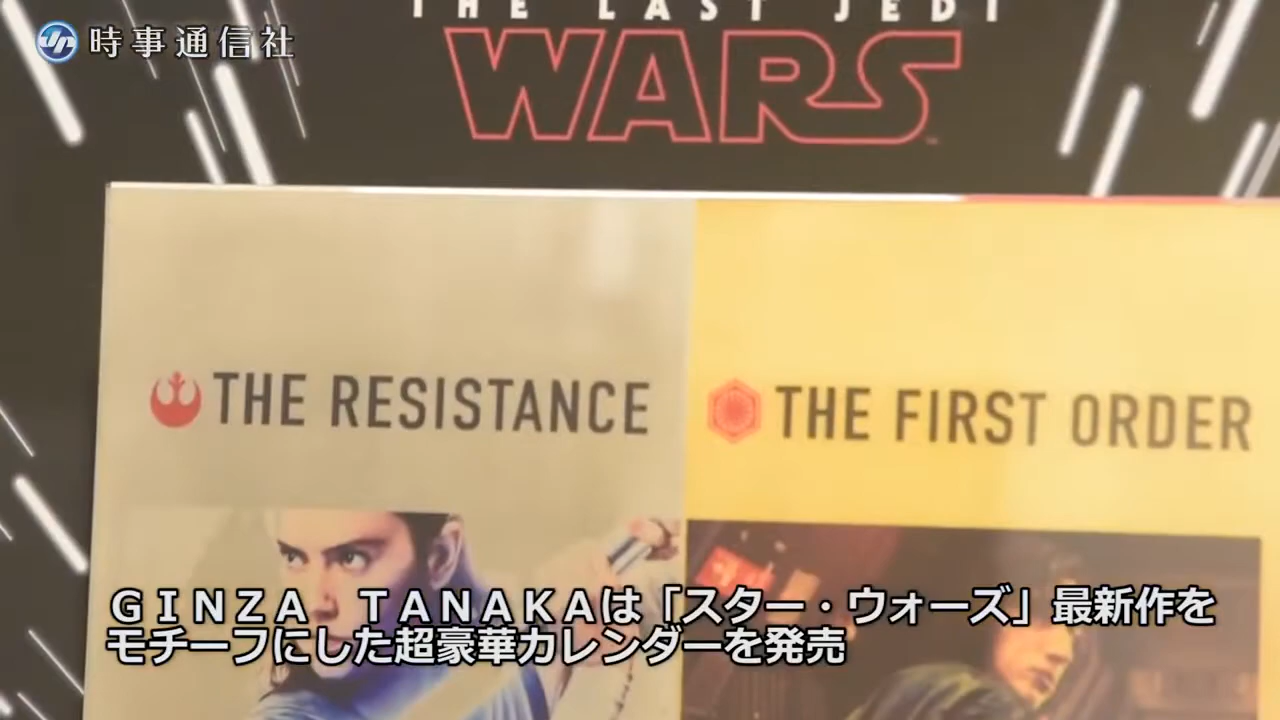 時事通信社
THE LAST JEDI
WARS
THE RESISTANCE
THE FIRST ORDER
ＧＩＮＺＡ　ＴＡＮＡＫＡは「スター・ウォーズ」最新作を
モチーフにした超豪華カレンダーを発売